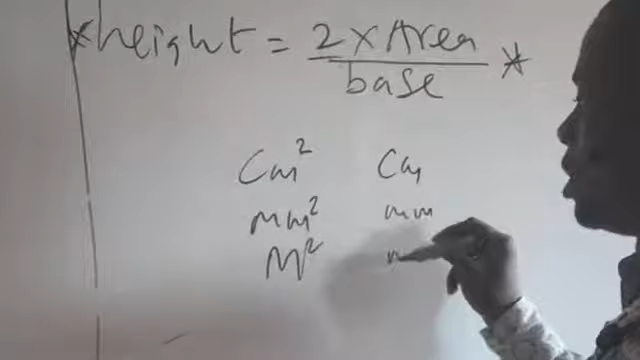 *height = 2 x Area *
base
Cm² Cm
mm² mm
M² m